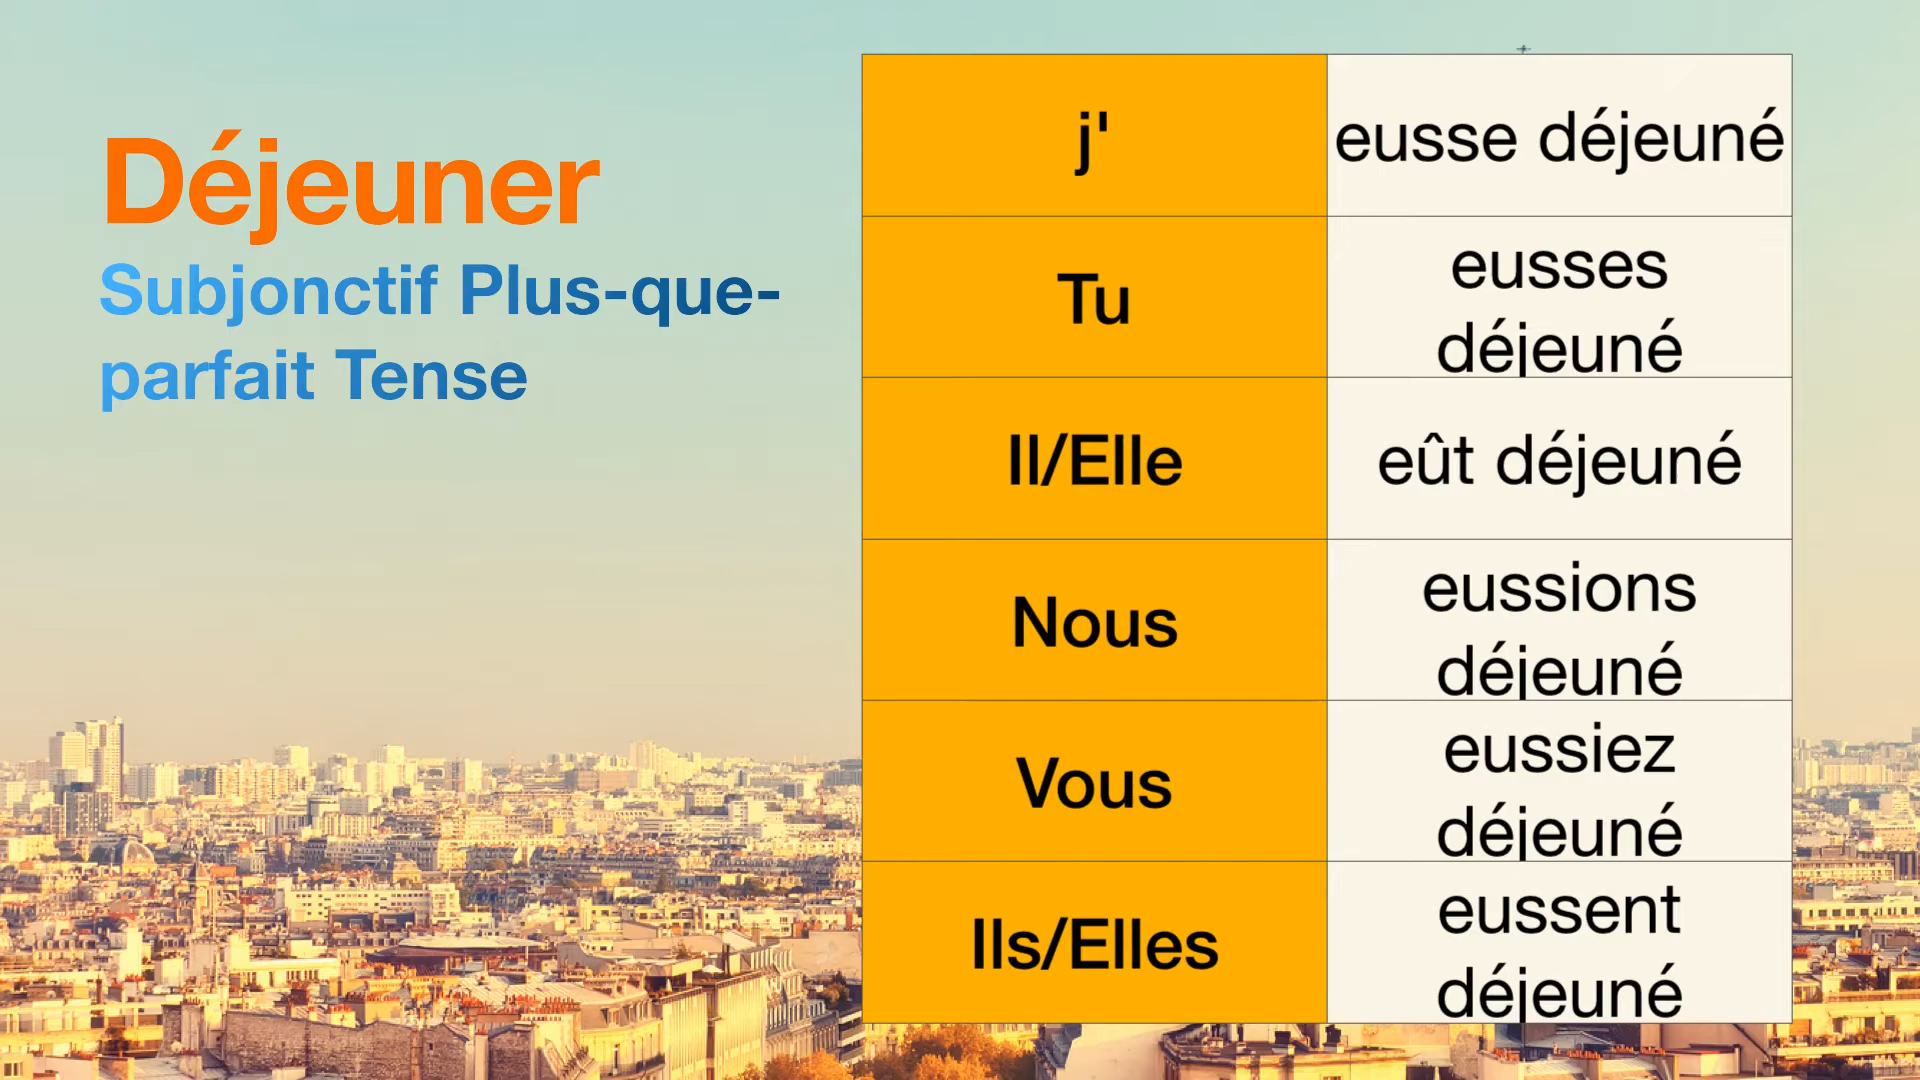 Déjeuner
Subjonctif Plus-que-
parfait Tense
j' eusse déjeuné
Tu eusses
déjeuné
Il/Elle eût déjeuné
Nous eussions
déjeuné
Vous eussiez
déjeuné
Ils/Elles eussent
déjeuné